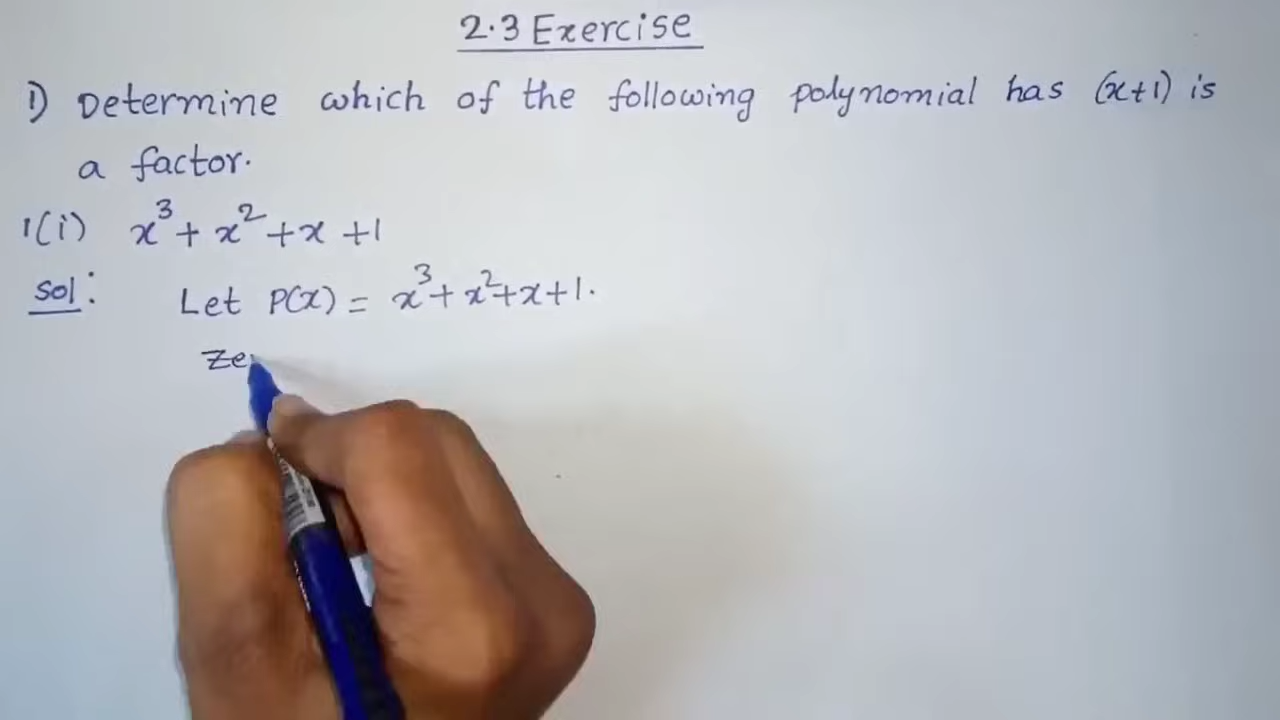 2.3 Exercise
1) Determine which of the following polynomial has (x+1) is
a factor.
1(i) x³ + x² + x + 1
Sol: Let P(x) = x³ + x² + x + 1.
Ze